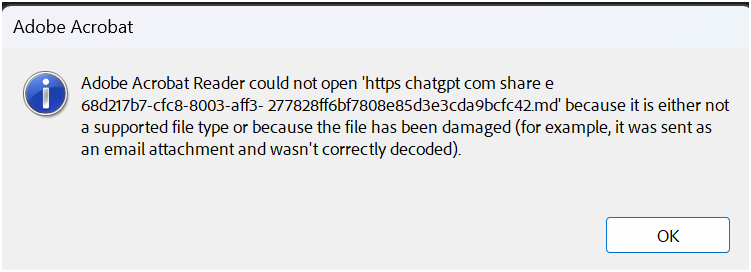 Adobe Acrobat
Adobe Acrobat Reader could not open 'https chatgpt com share e
68d217b7-cfc8-8003-aff3- 277828ff6bf7808e85d3e3cda9bcfc42.md' because it is either not
a supported file type or because the file has been damaged (for example, it was sent as
an email attachment and wasn't correctly decoded).
OK